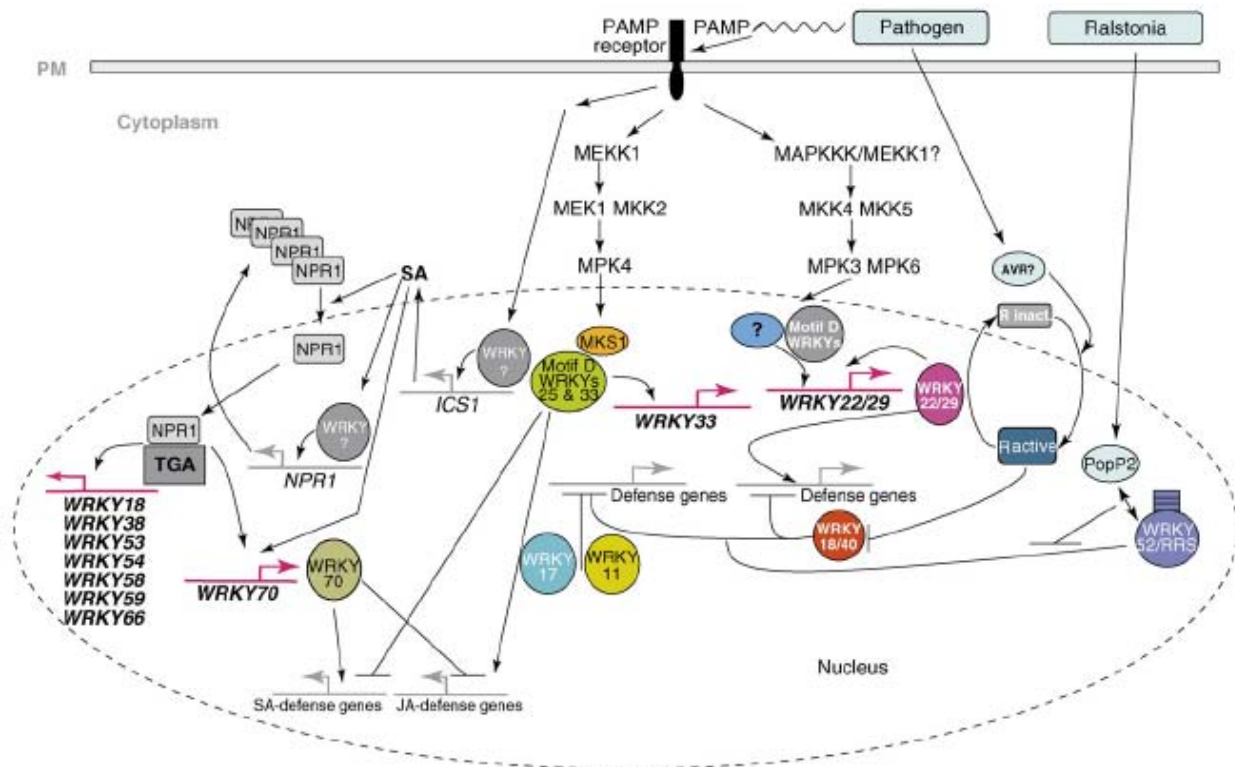 PAMP
receptor
PAMP
Pathogen
Ralstonia
PM
Cytoplasm
MEKK1
MAPKKK/MEKK1?
MEK1 MKK2
MKK4 MKK5
NPR1
NPR1
NPR1
SA
MPK4
MPK3 MPK6
AVR?
R inact.
?
Motif D
WRKYs
MKS1
NPR1
WRKY
?
Motif D
WRKYs
25 & 33
ICS1
WRKY33
WRKY22/29
WRKY
22/29
NPR1
TGA
WRKY
?
NPR1
R active
PopP2
WRKY18
WRKY38
WRKY53
WRKY54
WRKY58
WRKY59
WRKY66
Defense genes
Defense genes
WRKY
18/40
WRKY
52/RRS
WRKY70
WRKY
70
WRKY
17
WRKY
11
Nucleus
SA-defense genes
JA-defense genes